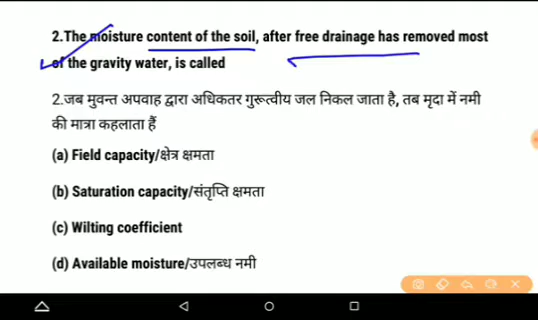 2.The moisture content of the soil, after free drainage has removed most
of the gravity water, is called
2.जब मुक्त अपवाह द्वारा अधिकतर गुरूत्वीय जल निकल जाता है, तब मृदा में नमी
की मात्रा कहलाता हैं
(a) Field capacity/क्षेत्र क्षमता
(b) Saturation capacity/संतृप्ति क्षमता
(c) Wilting coefficient
(d) Available moisture/उपलब्ध नमी